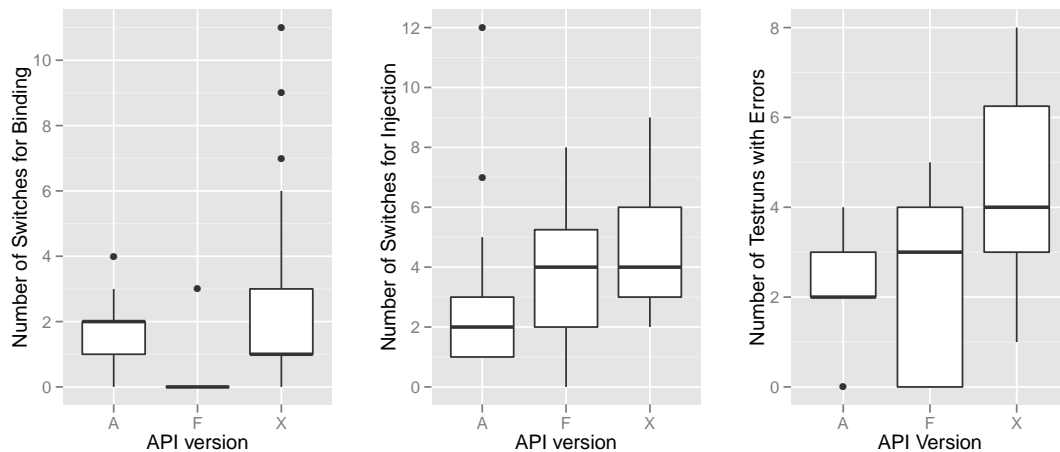 Number of Switches for Binding
10
8
6
4
2
0
A F X
API version
Number of Switches for Injection
12
10
8
6
4
2
0
A F X
API version
Number of Testruns with Errors
8
6
4
2
0
A F X
API Version